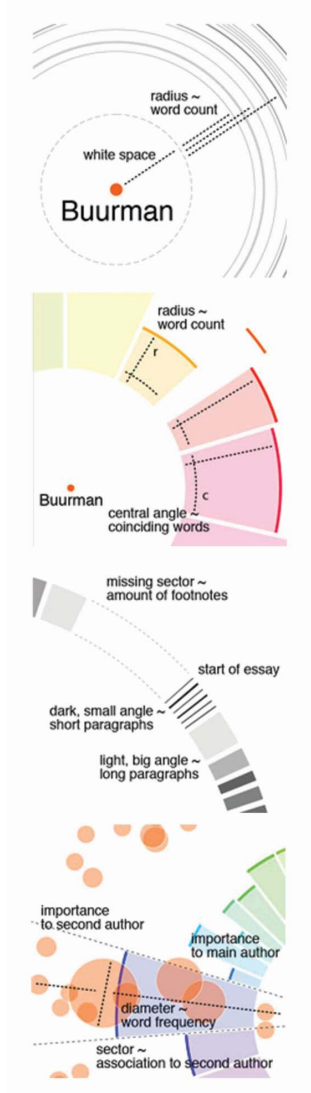 radius ~
word count
white space
Buurman
radius ~
word count
r
Buurman
c
central angle ~
coinciding words
missing sector ~
amount of footnotes
start of essay
dark, small angle ~
short paragraphs
light, big angle ~
long paragraphs
importance
to second author
importance
to main author
diameter ~
word frequency
sector ~
association to second author